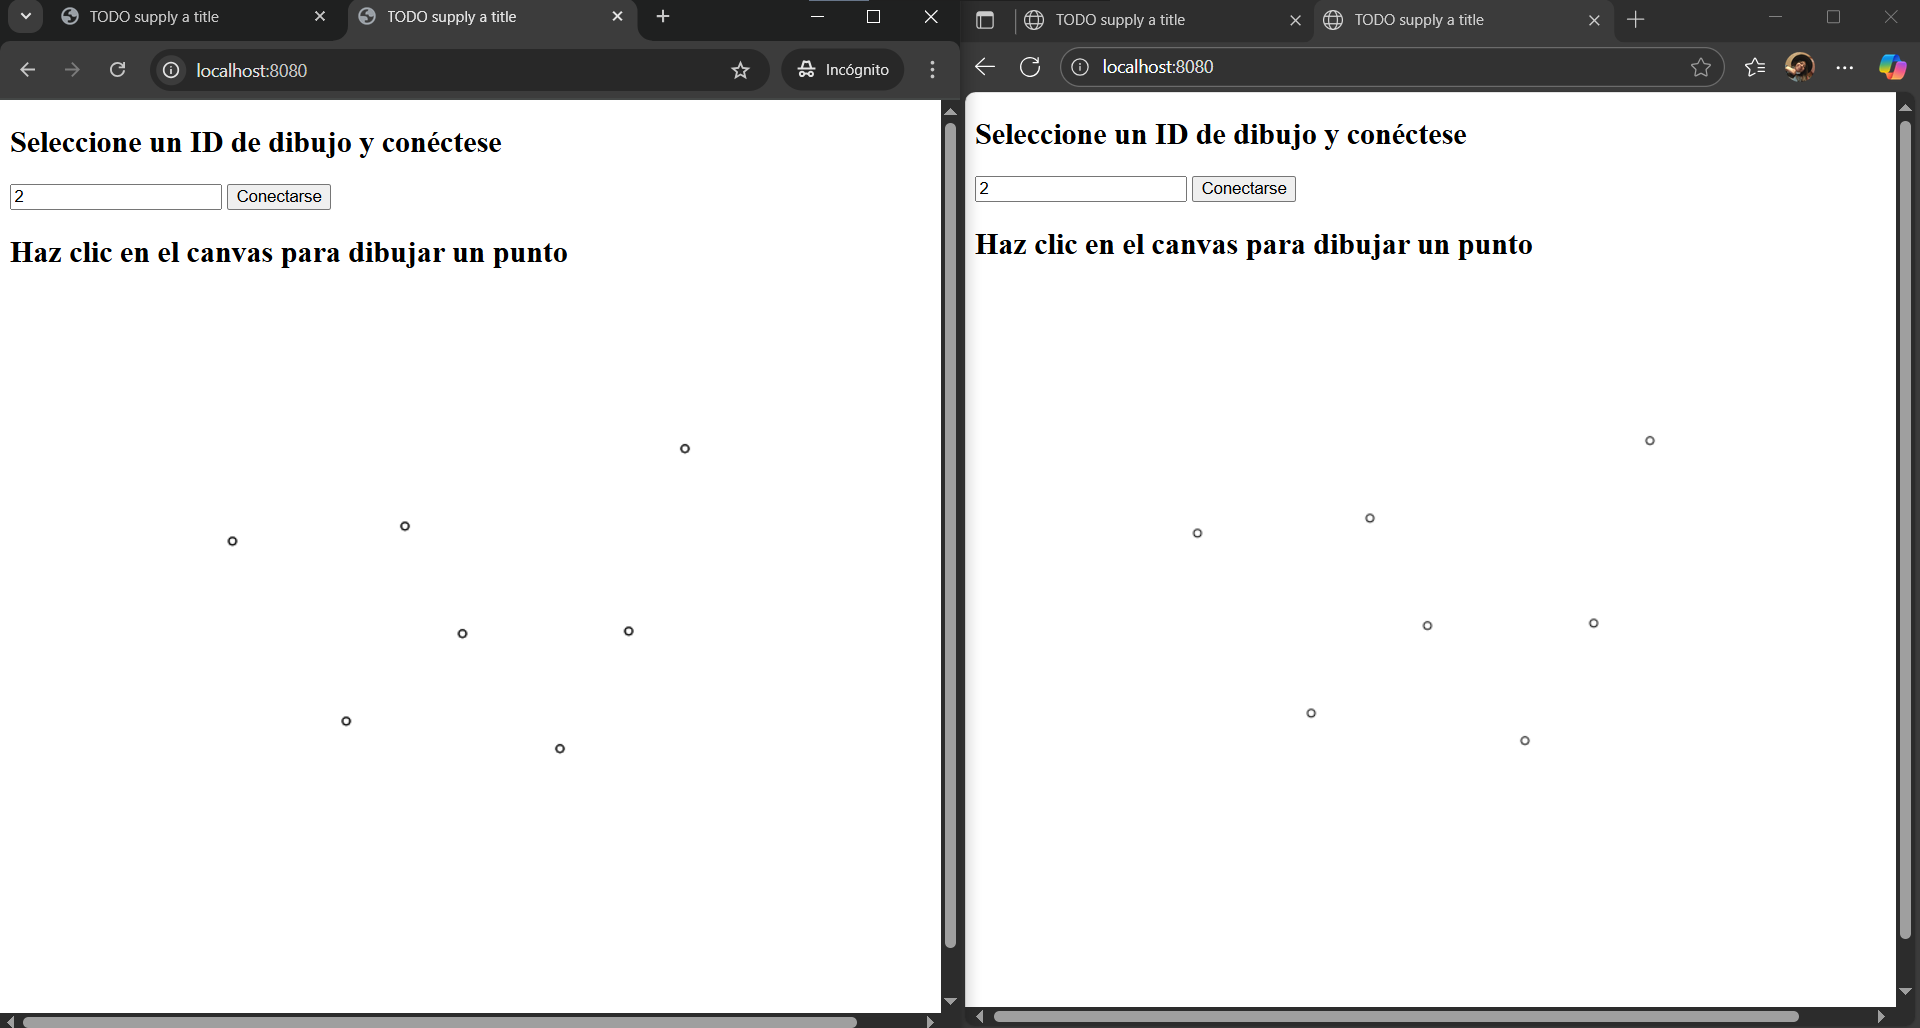 TODO supply a title
TODO supply a title
localhost:8080
Incógnito
Seleccione un ID de dibujo y conéctese
2
Conectarse
Haz clic en el canvas para dibujar un punto
TODO supply a title
TODO supply a title
localhost:8080
Seleccione un ID de dibujo y conéctese
2
Conectarse
Haz clic en el canvas para dibujar un punto